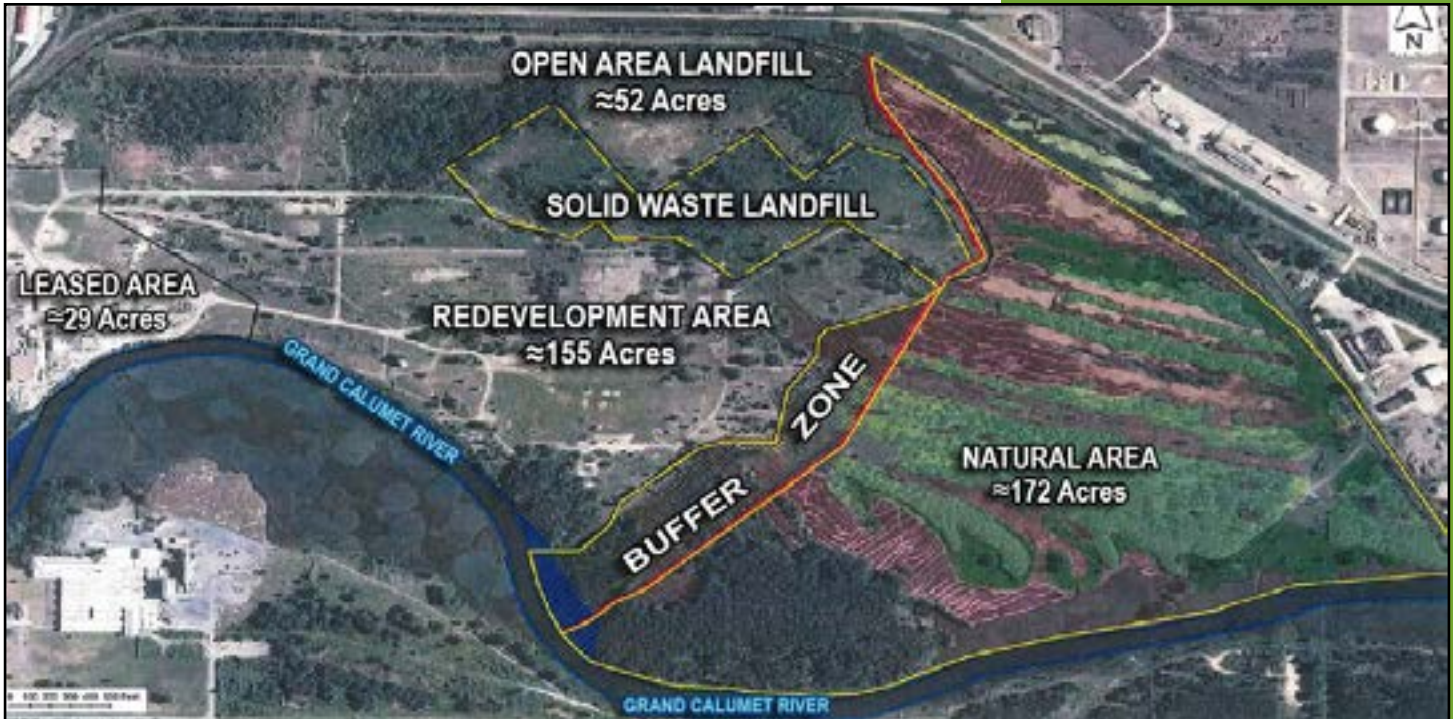 N
OPEN AREA LANDFILL
≈52 Acres
SOLID WASTE LANDFILL
LEASED AREA
≈29 Acres
REDEVELOPMENT AREA
≈155 Acres
GRAND CALUMET RIVER
BUFFER ZONE
NATURAL AREA
≈172 Acres
GRAND CALUMET RIVER